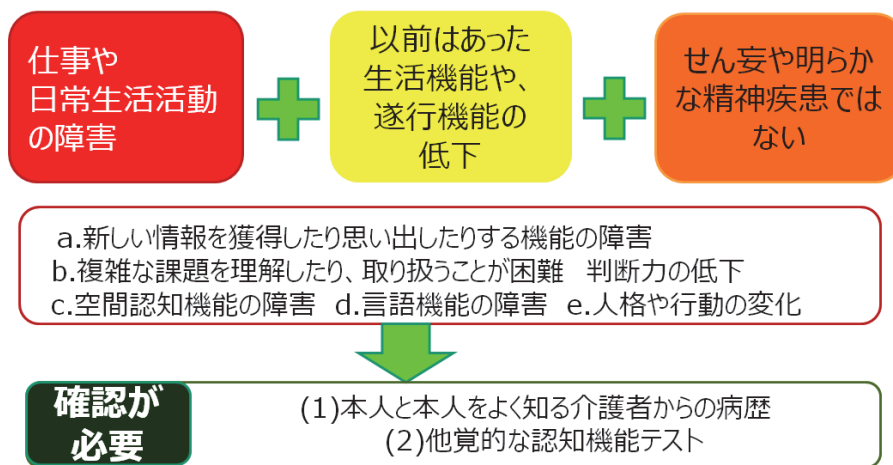 仕事や
日常生活活動
の障害
以前はあった
生活機能や、
遂行機能の
低下
せん妄や明らか
な精神疾患では
ない
a.新しい情報を獲得したり思い出したりする機能の障害
b.複雑な課題を理解したり、取り扱うことが困難　判断力の低下
c.空間認知機能の障害 d.言語機能の障害 e.人格や行動の変化
確認が
必要
(1)本人と本人をよく知る介護者からの病歴
(2)他覚的な認知機能テスト